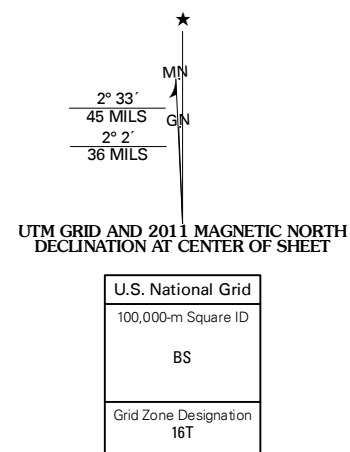 MN
2° 33´
45 MILS
GN
2° 2´
36 MILS
UTM GRID AND 2011 MAGNETIC NORTH
DECLINATION AT CENTER OF SHEET
U.S. National Grid
100,000-m Square ID
BS
Grid Zone Designation
16T